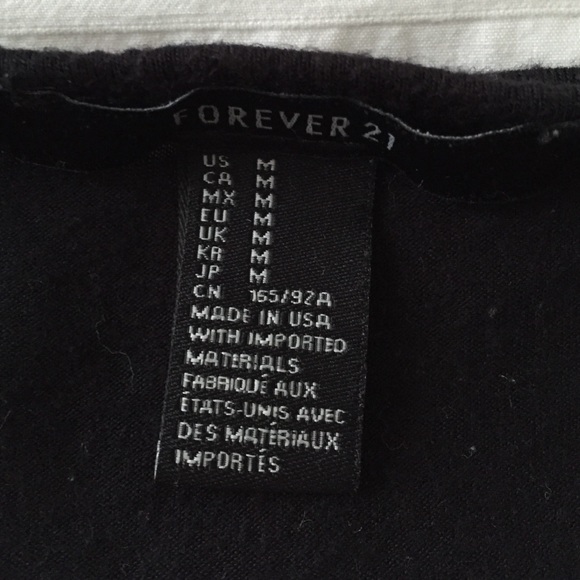 FOREVER 21
US M
CA M
MX M
EU M
UK M
KR M
JP M
CN 165/92A
MADE IN USA
WITH IMPORTED
MATERIALS
FABRIQUÉ AUX
ÉTATS-UNIS AVEC
DES MATÉRIAUX
IMPORTÉS